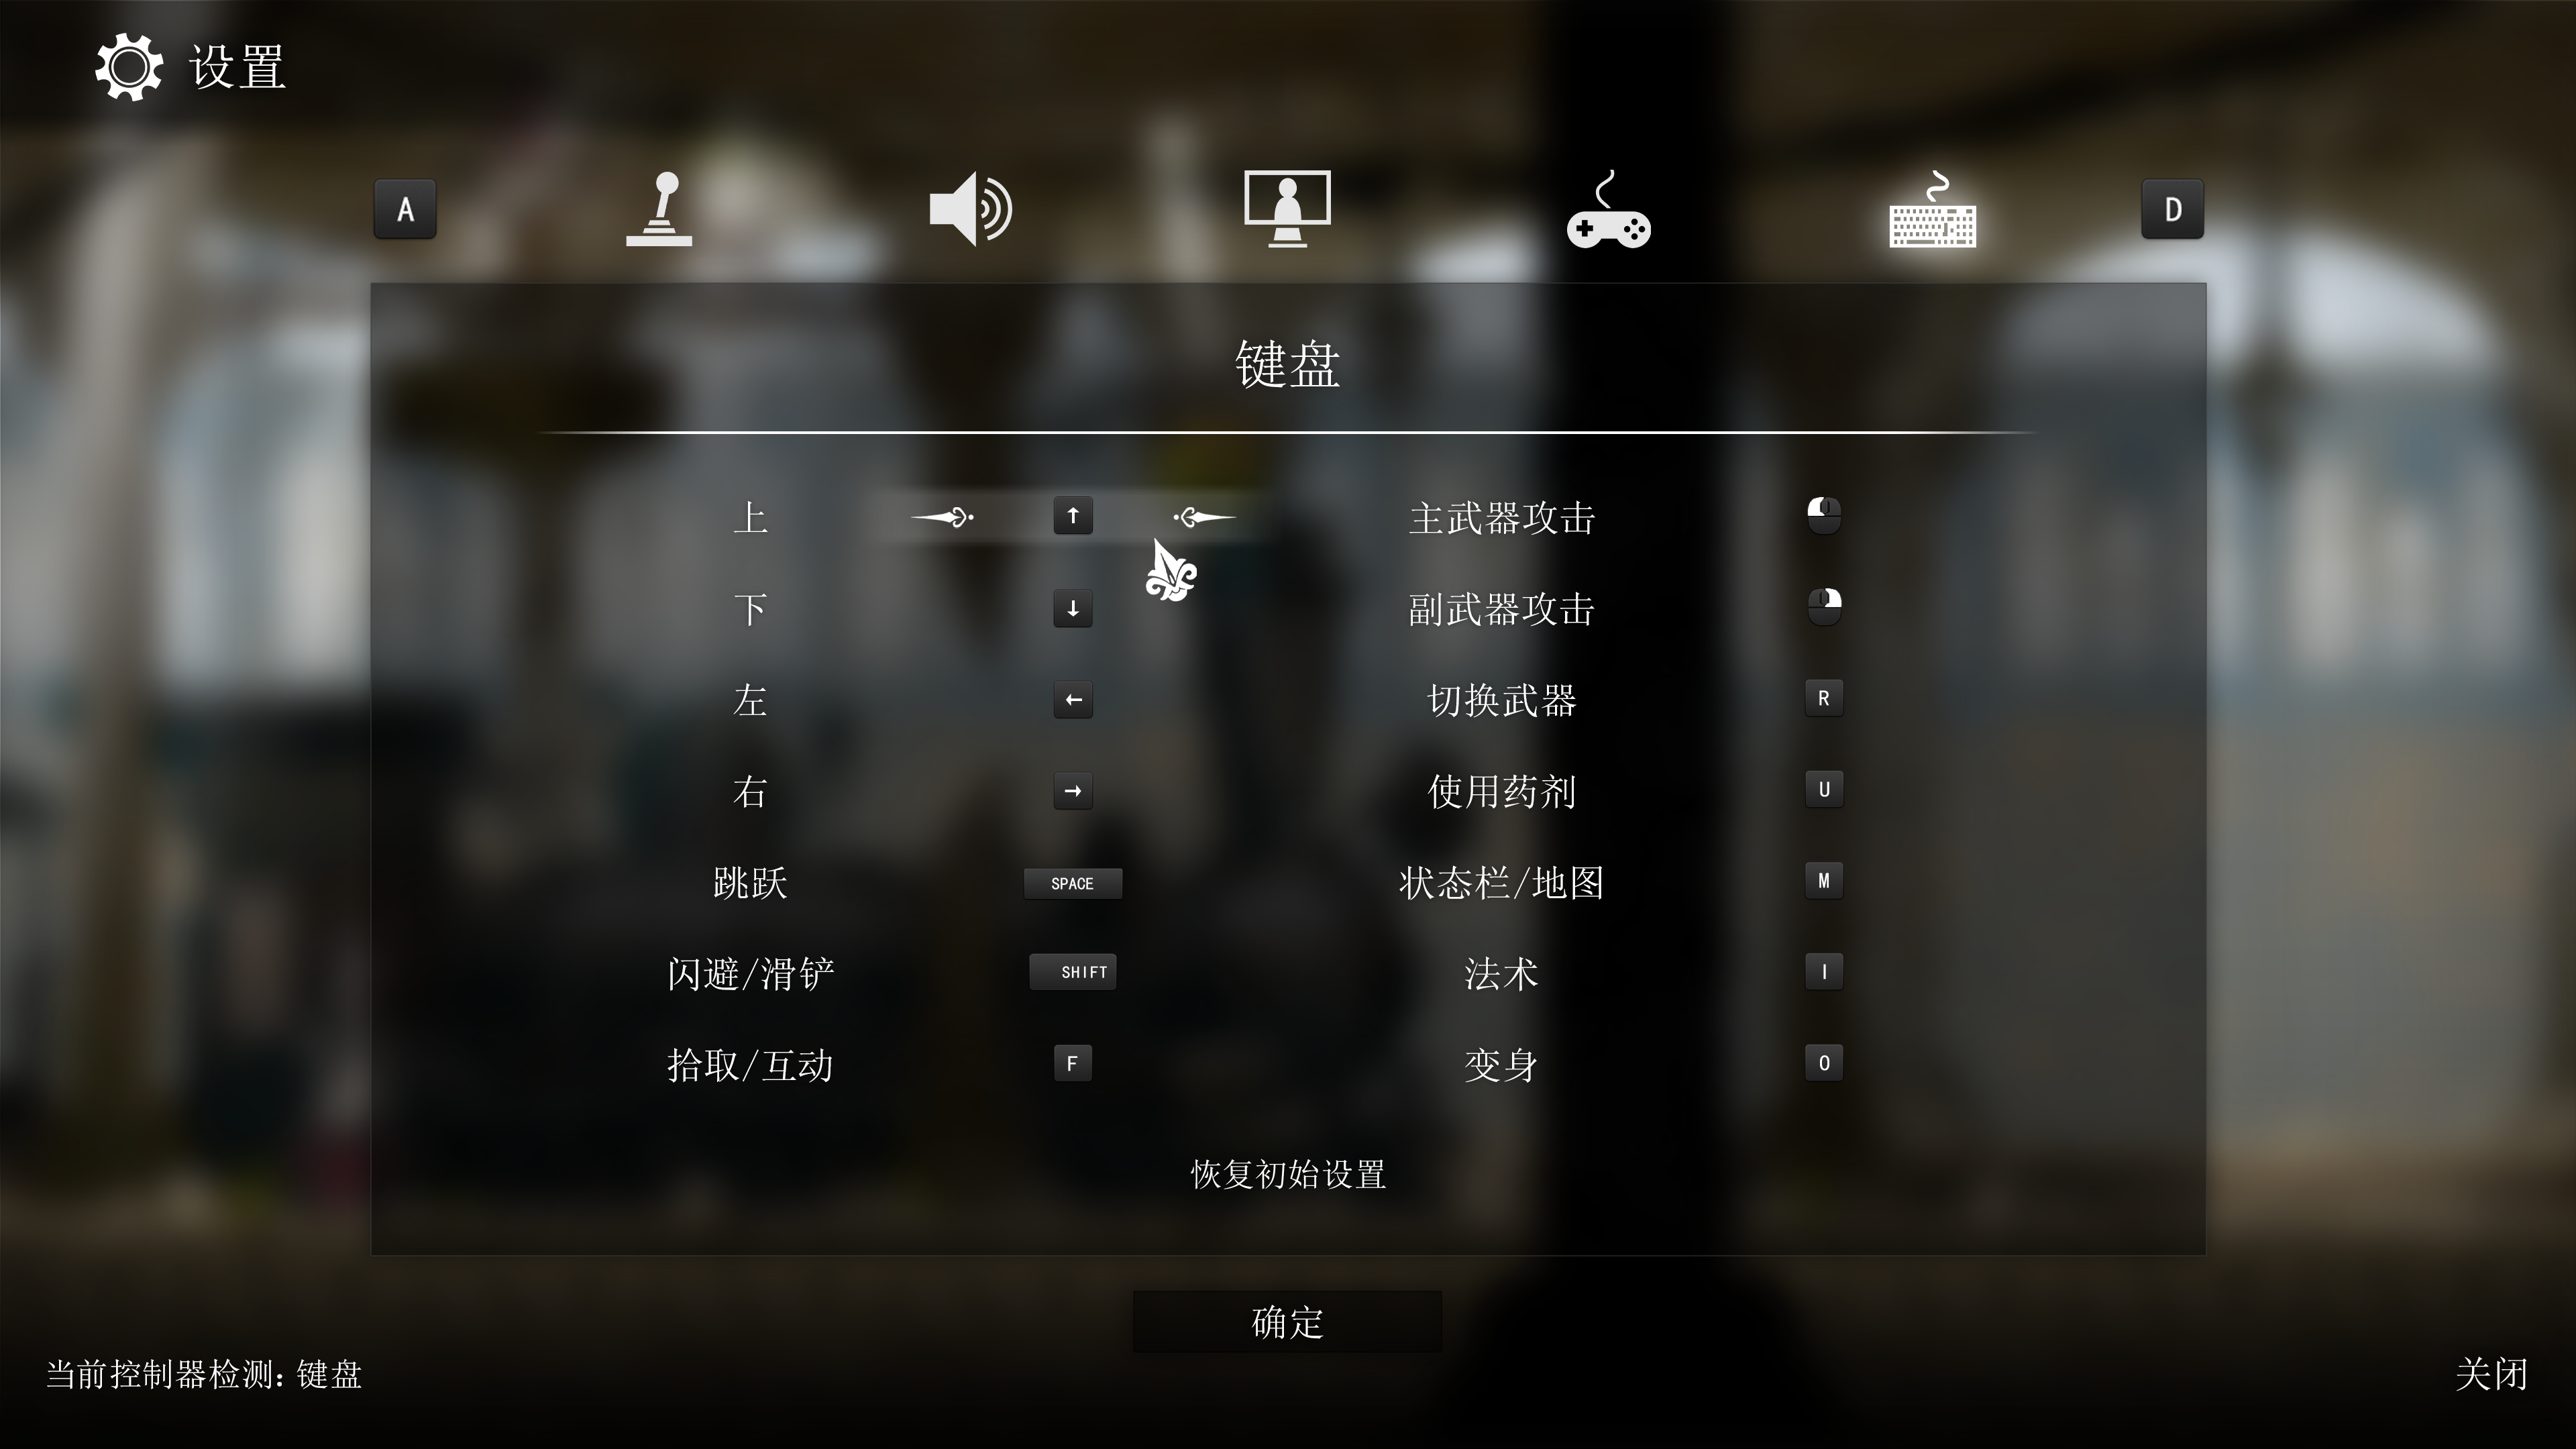 设置
A
D
键盘
上 ↑ 主武器攻击
下 ↓ 副武器攻击
左 ← 切换武器 R
右 → 使用药剂 U
跳跃 SPACE 状态栏/地图 M
闪避/滑铲 SHIFT 法术 I
拾取/互动 F 变身 O
恢复初始设置
确定
当前控制器检测: 键盘
关闭